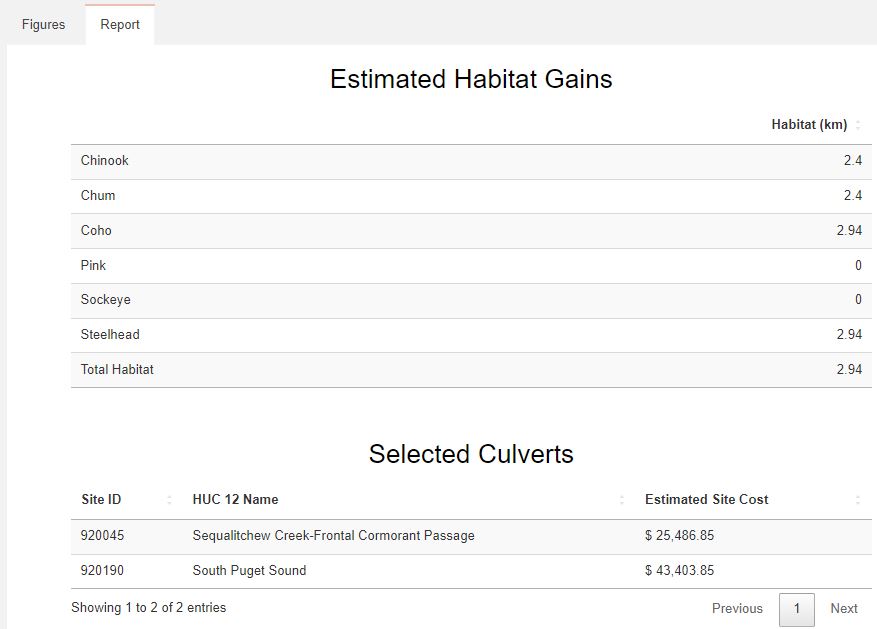 Figures Report
Estimated Habitat Gains
Habitat (km)
Chinook 2.4
Chum 2.4
Coho 2.94
Pink 0
Sockeye 0
Steelhead 2.94
Total Habitat 2.94
Selected Culverts
Site ID HUC 12 Name Estimated Site Cost
920045 Sequalitchew Creek-Frontal Cormorant Passage $ 25,486.85
920190 South Puget Sound $ 43,403.85
Showing 1 to 2 of 2 entries Previous 1 Next